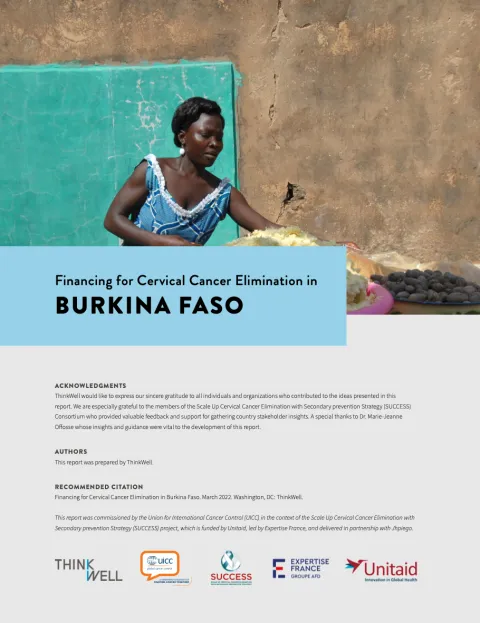 Financing for Cervical Cancer Elimination in
BURKINA FASO
ACKNOWLEDGMENTS
ThinkWell would like to express our sincere gratitude to all individuals and organizations who contributed to the ideas presented in this
report. We are especially grateful to the members of the Scale Up Cervical Cancer Elimination with Secondary prevention Strategy (SUCCESS)
Consortium who provided valuable feedback and support for gathering country stakeholder insights. A special thanks to Dr. Marie-Jeanne
Offosse whose insights and guidance were vital to the development of this report.
AUTHORS
This report was prepared by ThinkWell.
RECOMMENDED CITATION
Financing for Cervical Cancer Elimination in Burkina Faso. March 2022. Washington, DC: ThinkWell.
This report was commissioned by the Union for International Cancer Control (UICC) in the context of the Scale Up Cervical Cancer Elimination with
Secondary prevention Strategy (SUCCESS) project, which is funded by Unitaid, led by Expertise France, and delivered in partnership with Jhpiego.
THINK
WELL
UICC
SUCCESS
EXPERTISE
FRANCE
GROUPE AFD
Unitaid
Innovation in Global Health